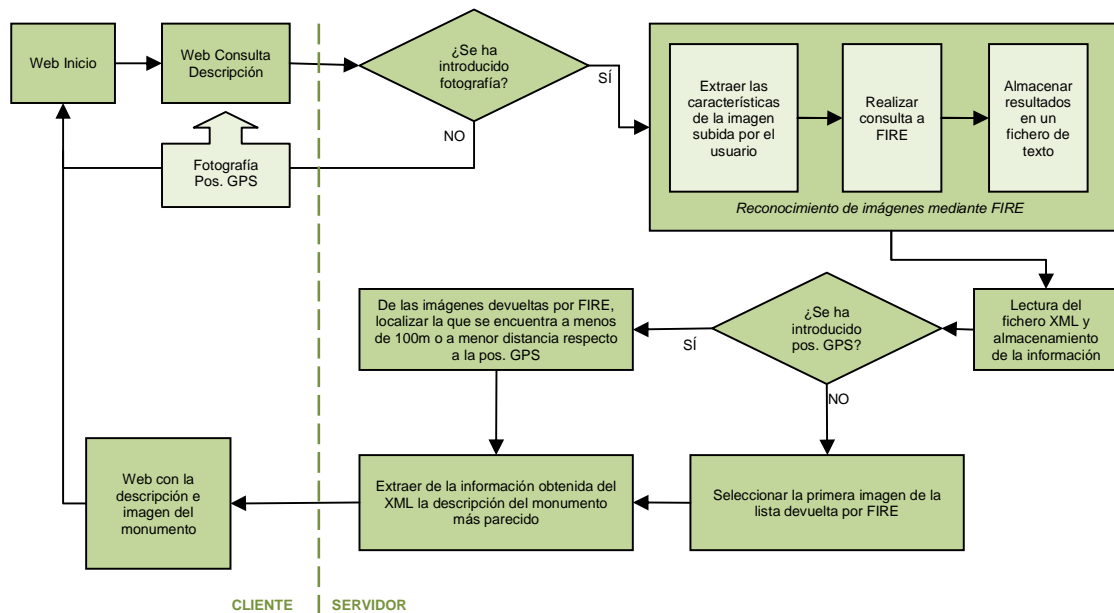 Web Inicio
Web Consulta
Descripción
¿Se ha
introducido
fotografía?
SÍ
NO
Fotografía
Pos. GPS
Extraer las
características
de la imagen
subida por el
usuario
Realizar
consulta a
FIRE
Almacenar
resultados
en un
fichero de
texto
Reconocimiento de imágenes mediante FIRE
Lectura del
fichero XML y
almacenamiento
de la información
¿Se ha
introducido
pos. GPS?
SÍ
NO
De las imágenes devueltas por FIRE,
localizar la que se encuentra a menos
de 100m o a menor distancia respecto
a la pos. GPS
Seleccionar la primera imagen de la
lista devuelta por FIRE
Extraer de la información obtenida del
XML la descripción del monumento
más parecido
Web con la
descripción e
imagen del
monumento
CLIENTE
SERVIDOR